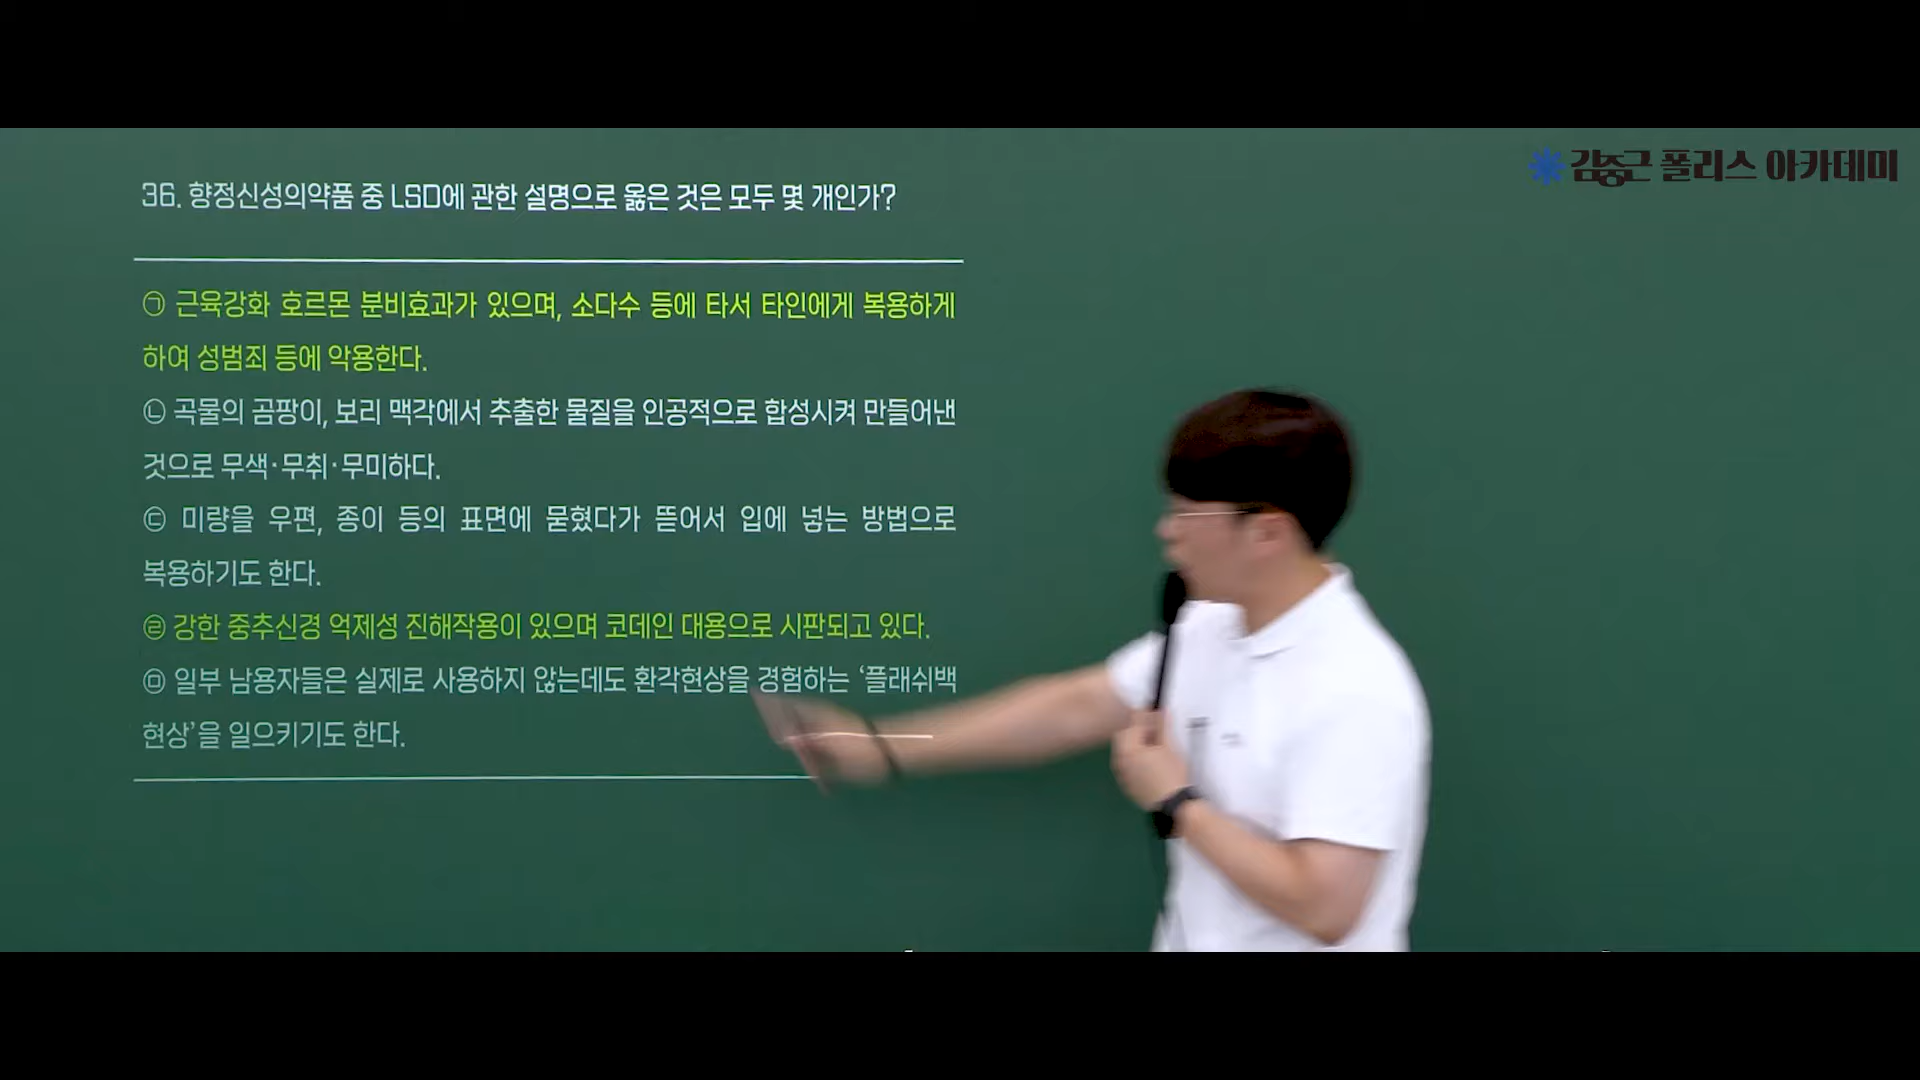 김중근 폴리스 아카데미
36. 향정신성의약품 중 LSD에 관한 설명으로 옳은 것은 모두 몇 개인가?
㉠ 근육강화 호르몬 분비효과가 있으며, 소다수 등에 타서 타인에게 복용하게
하여 성범죄 등에 악용한다.
㉡ 곡물의 곰팡이, 보리 맥각에서 추출한 물질을 인공적으로 합성시켜 만들어낸
것으로 무색·무취·무미하다.
㉢ 미량을 우편, 종이 등의 표면에 묻혔다가 뜯어서 입에 넣는 방법으로
복용하기도 한다.
㉣ 강한 중추신경 억제성 진해작용이 있으며 코데인 대용으로 시판되고 있다.
㉤ 일부 남용자들은 실제로 사용하지 않는데도 환각현상을 경험하는 ‘플래쉬백
현상’을 일으키기도 한다.